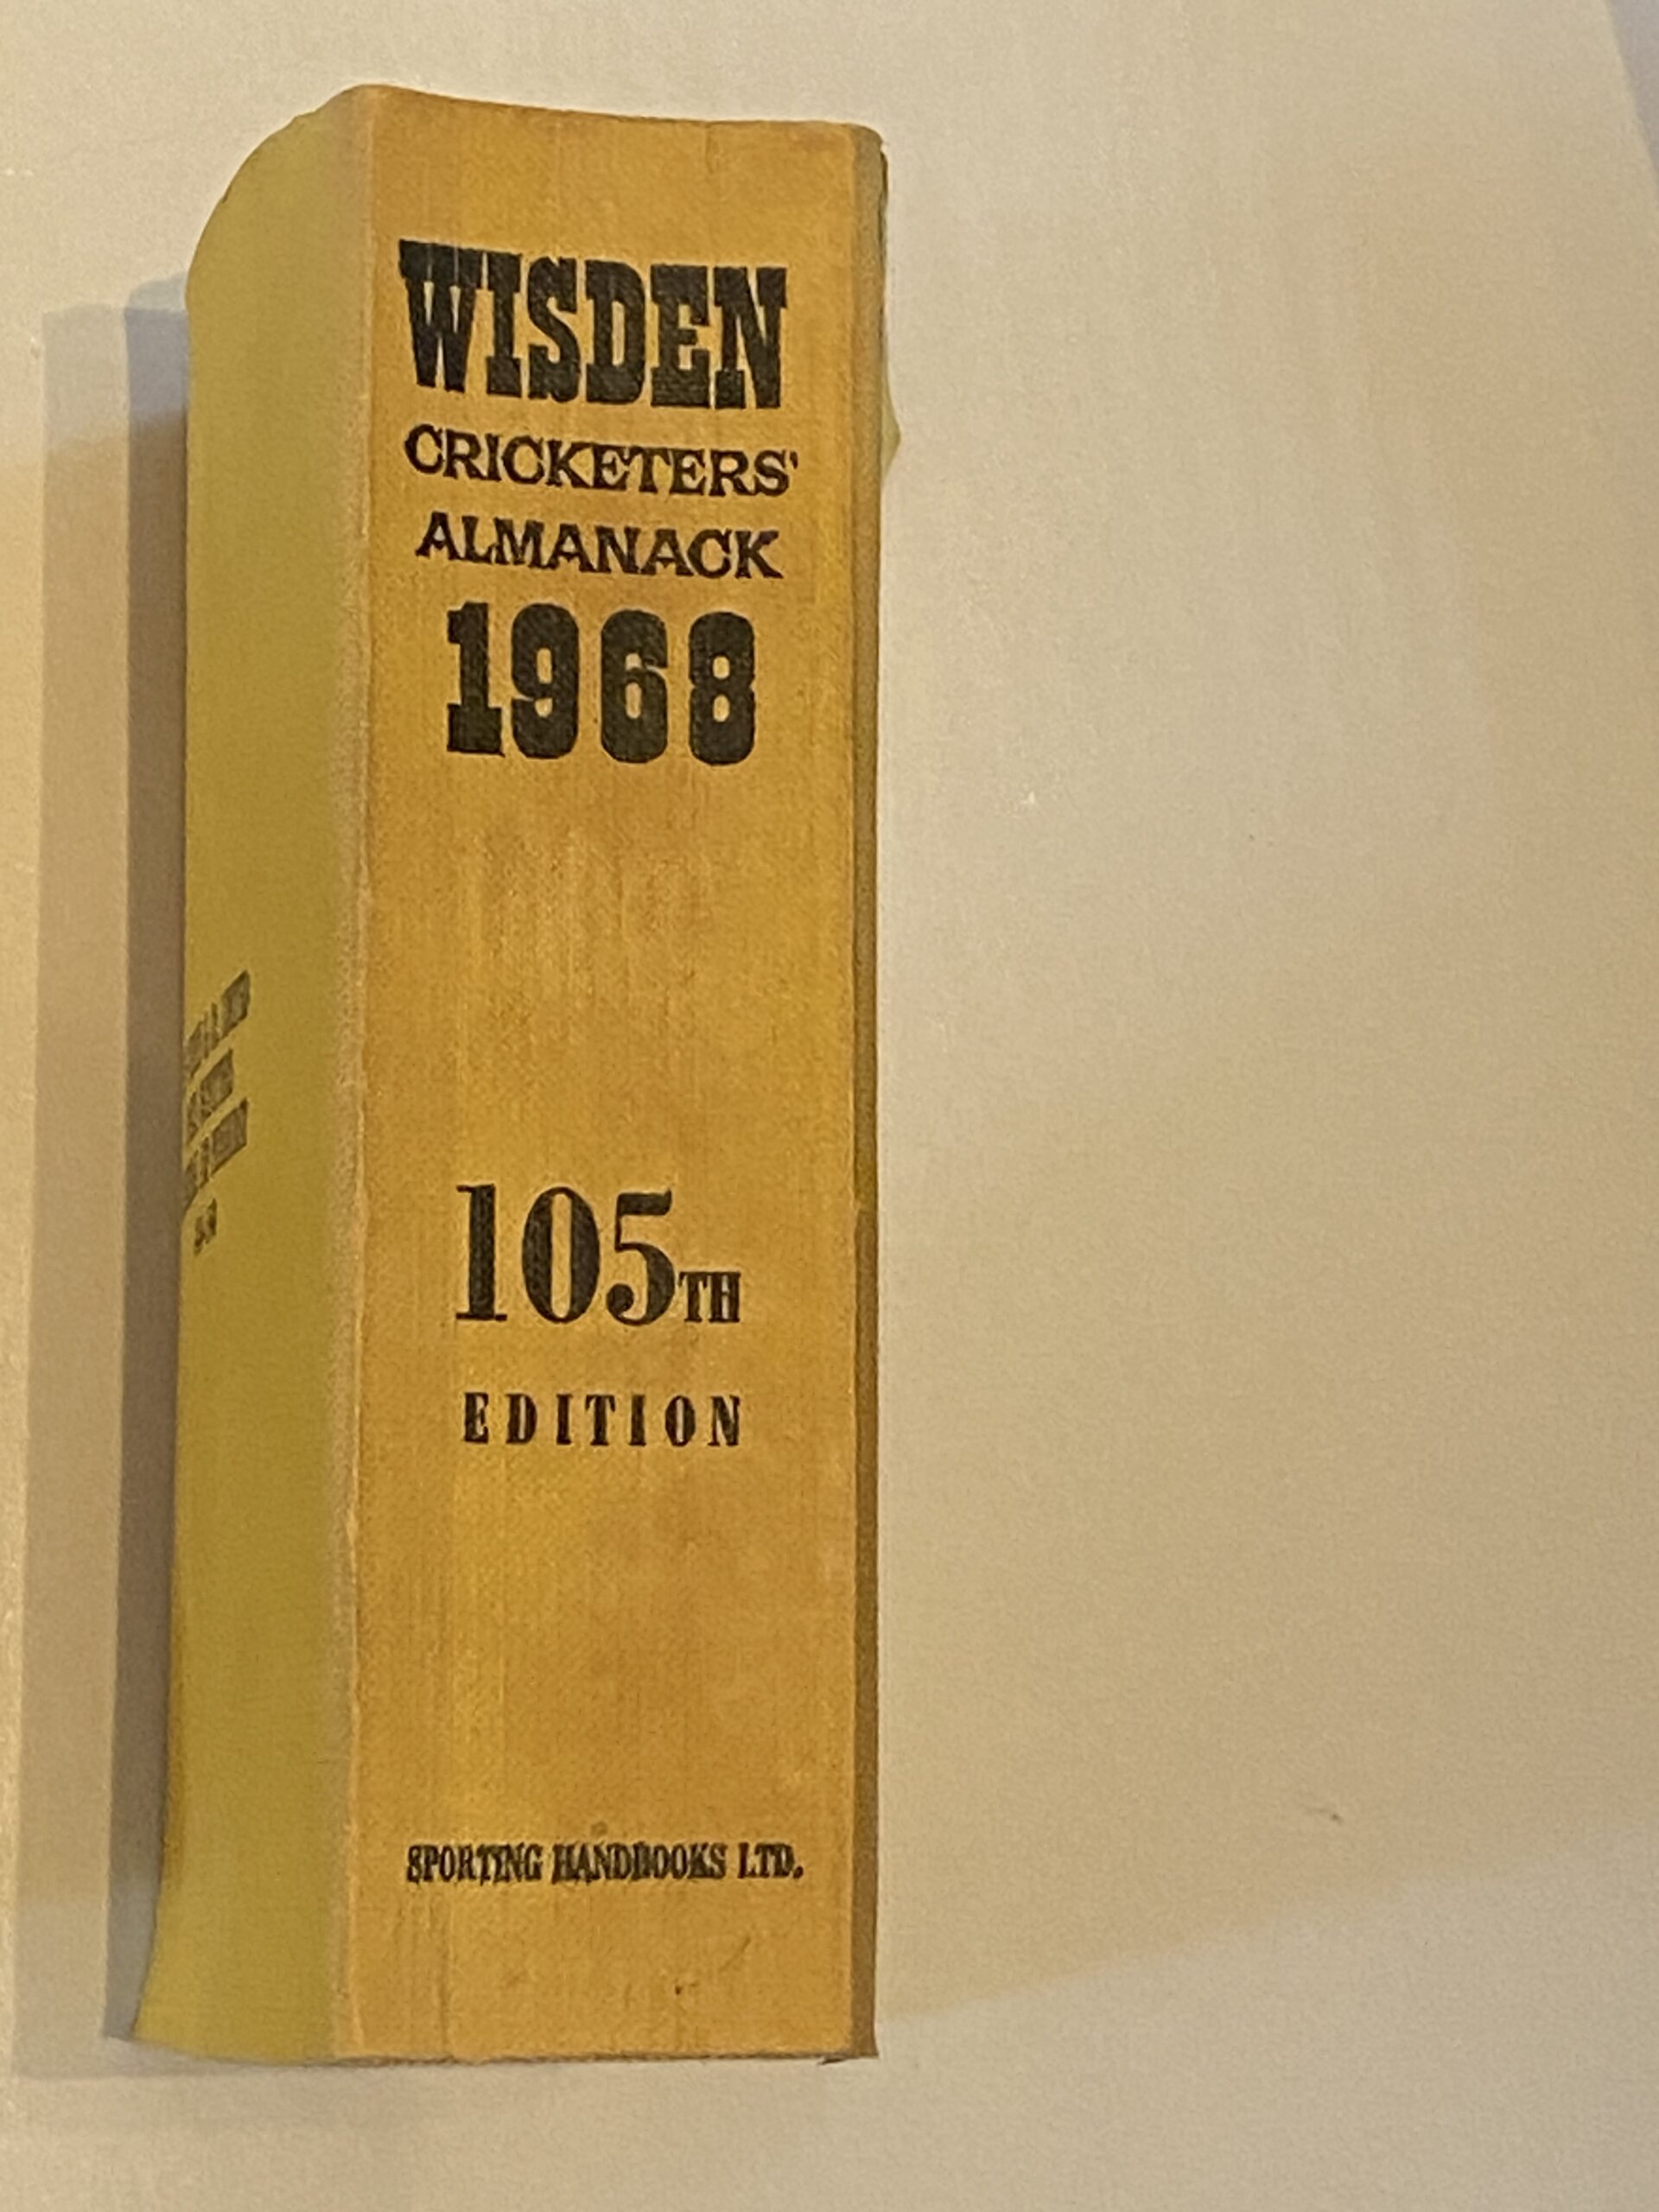 WISDEN
CRICKETERS'
ALMANACK
1968
105TH
EDITION
SPORTING HANDBOOKS LTD.